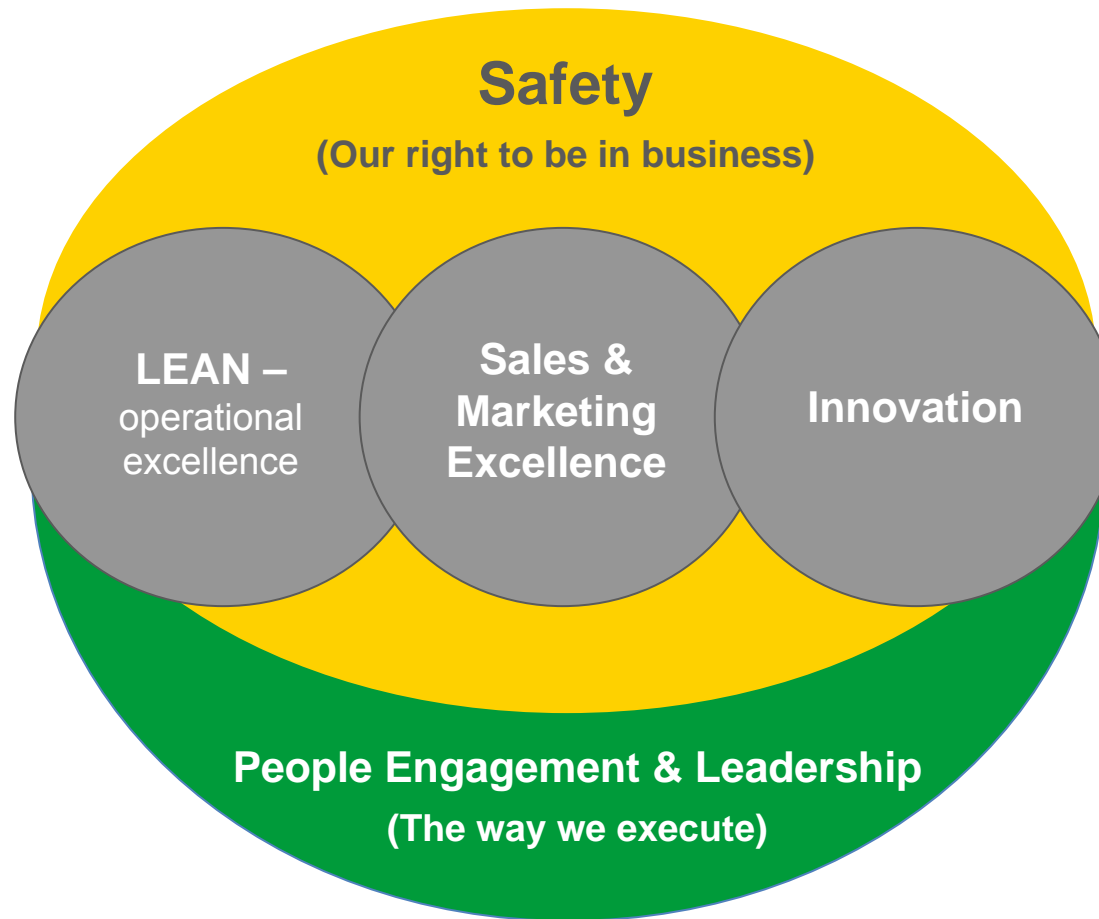 Safety
(Our right to be in business)
LEAN –
operational
excellence
Sales &
Marketing
Excellence
Innovation
People Engagement & Leadership
(The way we execute)